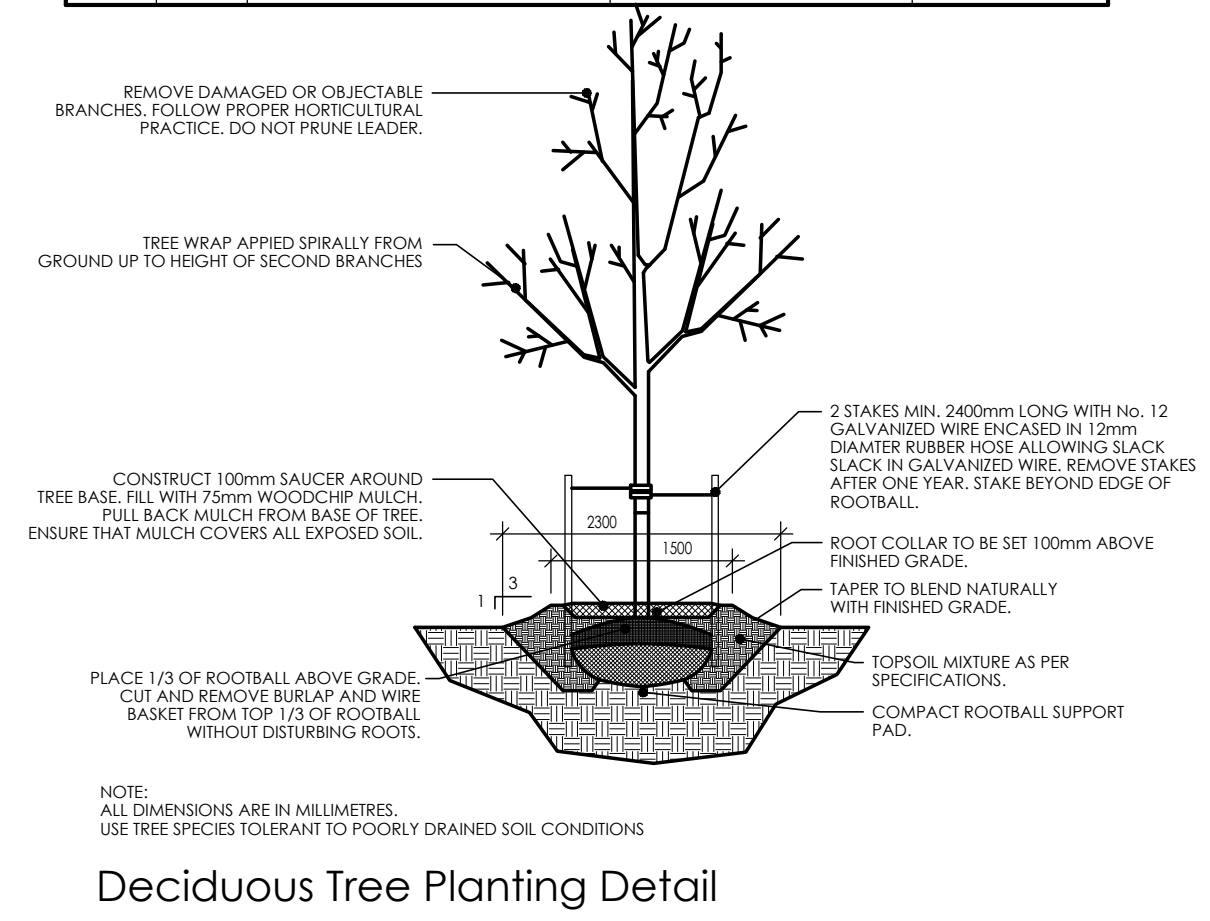 REMOVE DAMAGED OR OBJECTABLE
BRANCHES. FOLLOW PROPER HORTICULTURAL
PRACTICE. DO NOT PRUNE LEADER.
TREE WRAP APPIED SPIRALLY FROM
GROUND UP TO HEIGHT OF SECOND BRANCHES
2 STAKES MIN. 2400mm LONG WITH No. 12
GALVANIZED WIRE ENCASED IN 12mm
DIAMTER RUBBER HOSE ALLOWING SLACK
SLACK IN GALVANIZED WIRE. REMOVE STAKES
AFTER ONE YEAR. STAKE BEYOND EDGE OF
ROOTBALL.
CONSTRUCT 100mm SAUCER AROUND
TREE BASE. FILL WITH 75mm WOODCHIP MULCH.
PULL BACK MULCH FROM BASE OF TREE.
ENSURE THAT MULCH COVERS ALL EXPOSED SOIL.
2300
1500
3
1
ROOT COLLAR TO BE SET 100mm ABOVE
FINISHED GRADE.
TAPER TO BLEND NATURALLY
WITH FINISHED GRADE.
TOPSOIL MIXTURE AS PER
SPECIFICATIONS.
COMPACT ROOTBALL SUPPORT
PAD.
PLACE 1/3 OF ROOTBALL ABOVE GRADE.
CUT AND REMOVE BURLAP AND WIRE
BASKET FROM TOP 1/3 OF ROOTBALL
WITHOUT DISTURBING ROOTS.
NOTE:
ALL DIMENSIONS ARE IN MILLIMETRES.
USE TREE SPECIES TOLERANT TO POORLY DRAINED SOIL CONDITIONS
Deciduous Tree Planting Detail